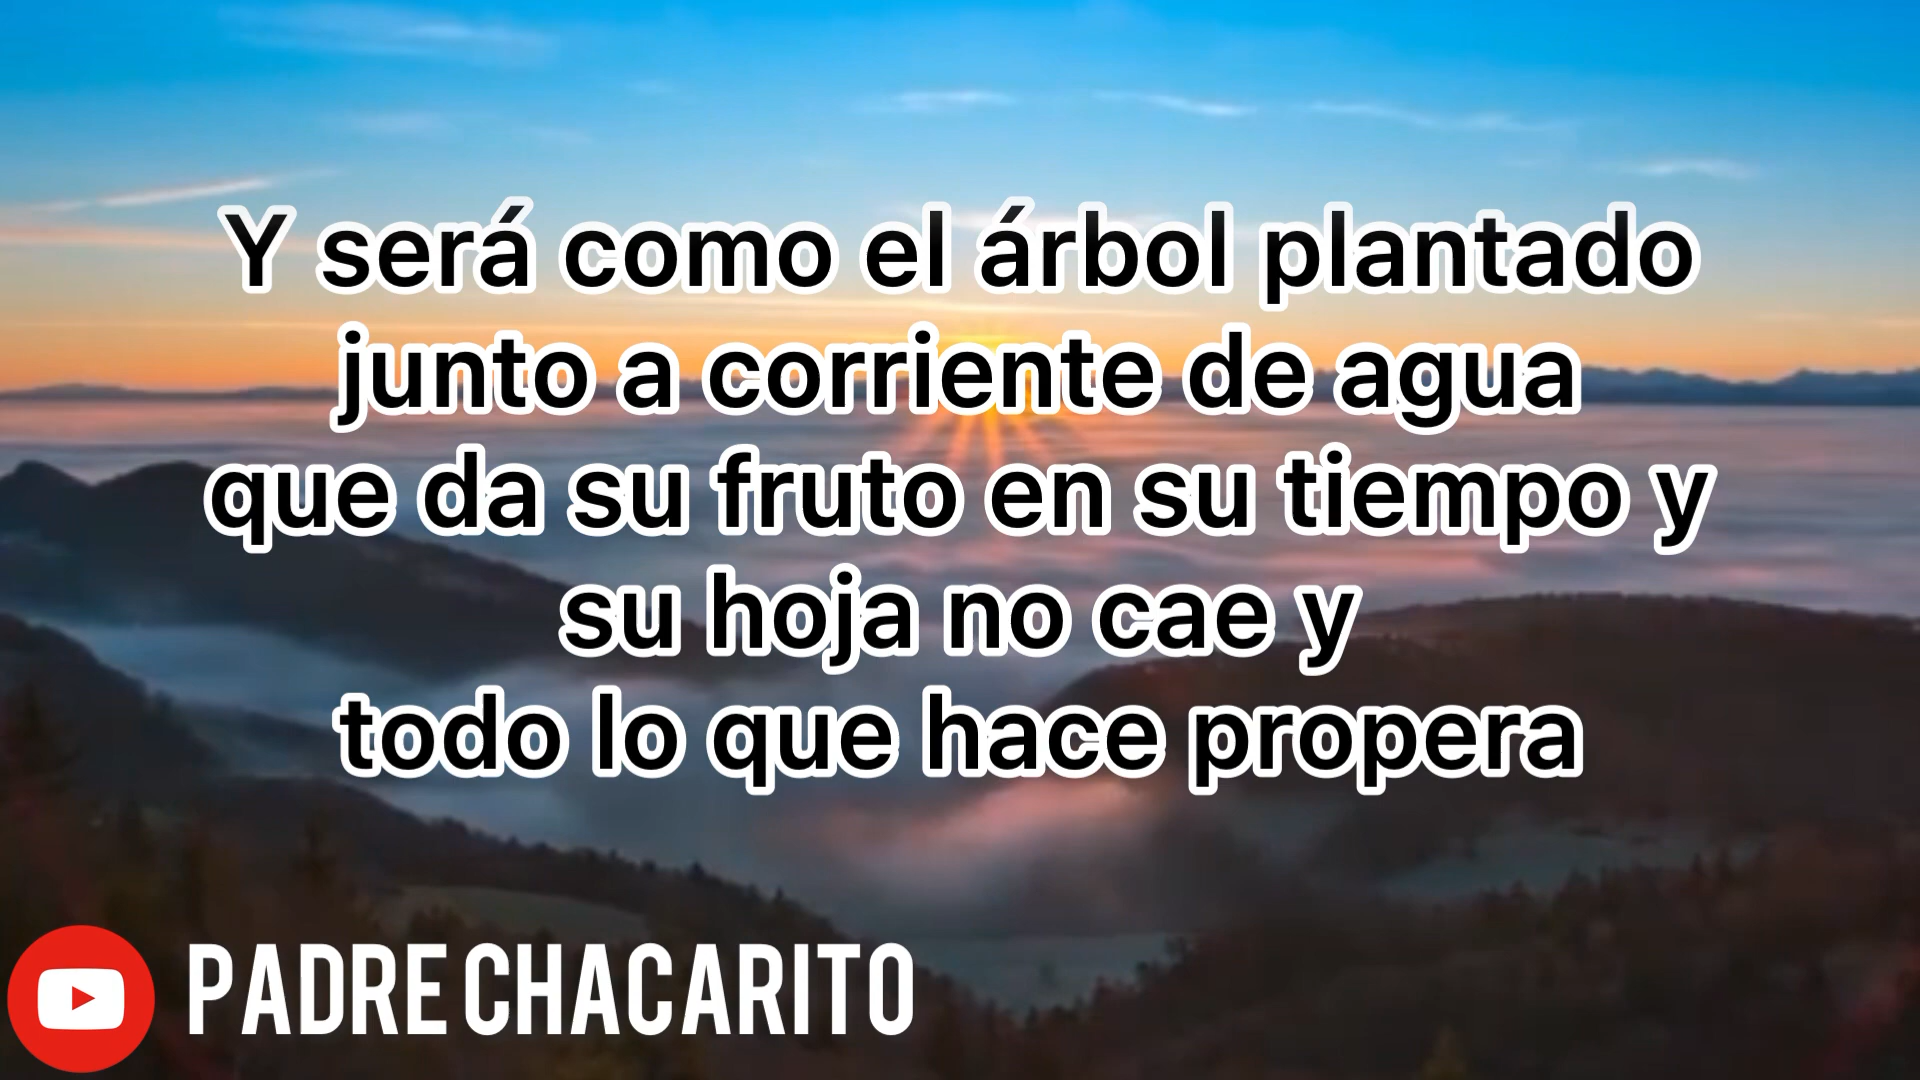 Y será como el árbol plantado
junto a corriente de agua
que da su fruto en su tiempo y
su hoja no cae y
todo lo que hace propera
PADRE CHACARITO